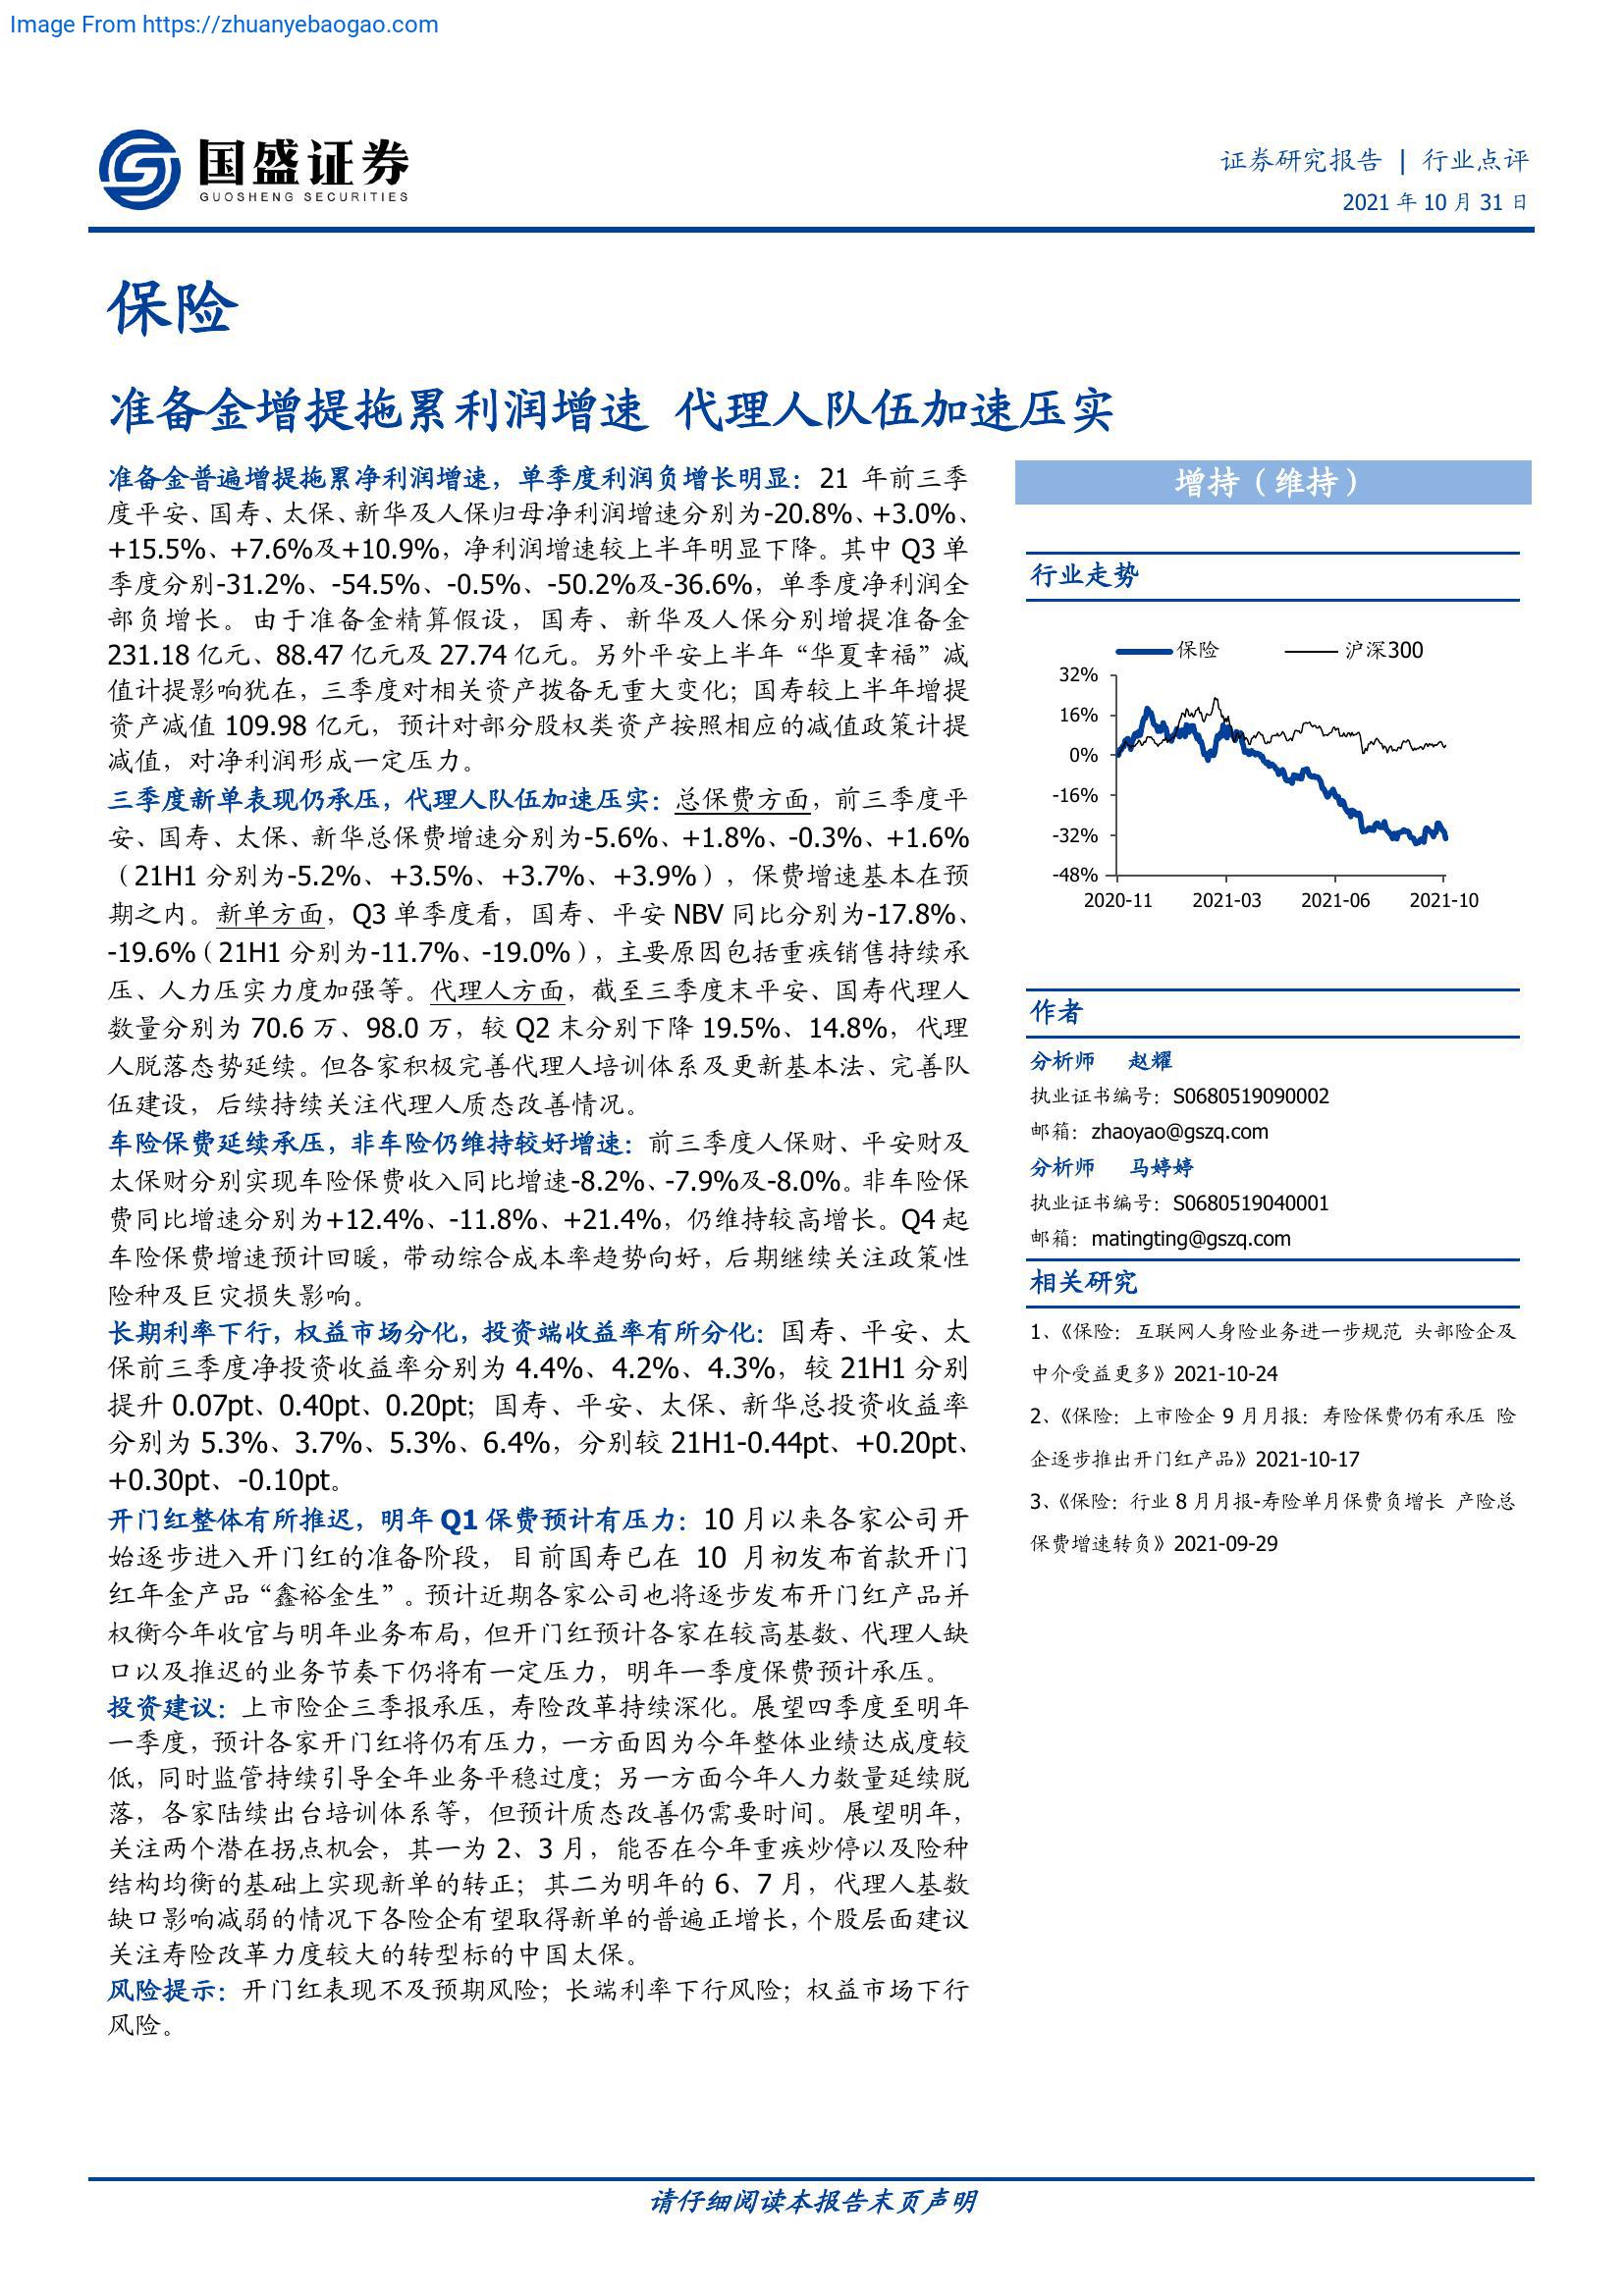 Image From https://zhuanyebaogao.com
国盛证券
GUOSHENG SECURITIES
证券研究报告 | 行业点评
2021 年 10 月 31 日
保险
准备金增提拖累利润增速 代理人队伍加速压实
准备金普遍增提拖累净利润增速，单季度利润负增长明显：21 年前三季
度平安、国寿、太保、新华及人保归母净利润增速分别为-20.8%、+3.0%、
+15.5%、+7.6%及+10.9%，净利润增速较上半年明显下降。其中 Q3 单
季度分别-31.2%、-54.5%、-0.5%、-50.2%及-36.6%，单季度净利润全
部负增长。由于准备金精算假设，国寿、新华及人保分别增提准备金
231.18 亿元、88.47 亿元及 27.74 亿元。另外平安上半年“华夏幸福”减
值计提影响犹在，三季度对相关资产拨备无重大变化；国寿较上半年增提
资产减值 109.98 亿元，预计对部分股权类资产按照相应的减值政策计提
减值，对净利润形成一定压力。
三季度新单表现仍承压，代理人队伍加速压实：总保费方面，前三季度平
安、国寿、太保、新华总保费增速分别为-5.6%、+1.8%、-0.3%、+1.6%
（21H1 分别为-5.2%、+3.5%、+3.7%、+3.9%），保费增速基本在预
期之内。新单方面，Q3 单季度看，国寿、平安 NBV 同比分别为-17.8%、
-19.6%（21H1 分别为-11.7%、-19.0%），主要原因包括重疾销售持续承
压、人力压实力度加强等。代理人方面，截至三季度末平安、国寿代理人
数量分别为 70.6 万、98.0 万，较 Q2 末分别下降 19.5%、14.8%，代理
人脱落态势延续。但各家积极完善代理人培训体系及更新基本法、完善队
伍建设，后续持续关注代理人质态改善情况。
车险保费延续承压，非车险仍维持较好增速：前三季度人保财、平安财及
太保财分别实现车险保费收入同比增速-8.2%、-7.9%及-8.0%。非车险保
费同比增速分别为+12.4%、-11.8%、+21.4%，仍维持较高增长。Q4 起
车险保费增速预计回暖，带动综合成本率趋势向好，后期继续关注政策性
险种及巨灾损失影响。
长期利率下行，权益市场分化，投资端收益率有所分化：国寿、平安、太
保前三季度净投资收益率分别为 4.4%、4.2%、4.3%，较 21H1 分别
提升 0.07pt、0.40pt、0.20pt；国寿、平安、太保、新华总投资收益率
分别为 5.3%、3.7%、5.3%、6.4%，分别较 21H1-0.44pt、+0.20pt、
+0.30pt、-0.10pt。
开门红整体有所推迟，明年 Q1 保费预计有压力：10 月以来各家公司开
始逐步进入开门红的准备阶段，目前国寿已在 10 月初发布首款开门
红年金产品“鑫裕金生”。预计近期各家公司也将逐步发布开门红产品并
权衡今年收官与明年业务布局，但开门红预计各家在较高基数、代理人缺
口以及推迟的业务节奏下仍将有一定压力，明年一季度保费预计承压。
投资建议：上市险企三季报承压，寿险改革持续深化。展望四季度至明年
一季度，预计各家开门红将仍有压力，一方面因为今年整体业绩达成度较
低，同时监管持续引导全年业务平稳过度；另一方面今年人力数量延续脱
落，各家陆续出台培训体系等，但预计质态改善仍需要时间。展望明年，
关注两个潜在拐点机会，其一为 2、3 月，能否在今年重疾炒停以及险种
结构均衡的基础上实现新单的转正；其二为明年的 6、7 月，代理人基数
缺口影响减弱的情况下各险企有望取得新单的普遍正增长，个股层面建议
关注寿险改革力度较大的转型标的中国太保。
风险提示：开门红表现不及预期风险；长端利率下行风险；权益市场下行
风险。
增持（维持）
行业走势
保险 沪深300
32%
16%
0%
-16%
-32%
-48%
2020-11 2021-03 2021-06 2021-10
作者
分析师 赵耀
执业证书编号：S0680519090002
邮箱：zhaoyao@gszq.com
分析师 马婷婷
执业证书编号：S0680519040001
邮箱：matingting@gszq.com
相关研究
1、《保险：互联网人身险业务进一步规范 头部险企及
中介受益更多》2021-10-24
2、《保险：上市险企 9 月月报：寿险保费仍有承压 险
企逐步推出开门红产品》2021-10-17
3、《保险：行业 8 月月报-寿险单月保费负增长 产险总
保费增速转负》2021-09-29
请仔细阅读本报告末页声明